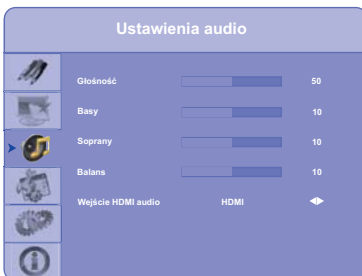 Ustawienia audio
Głośność 50
Basy 10
Soprany 10
Balans 10
Wejście HDMI audio HDMI